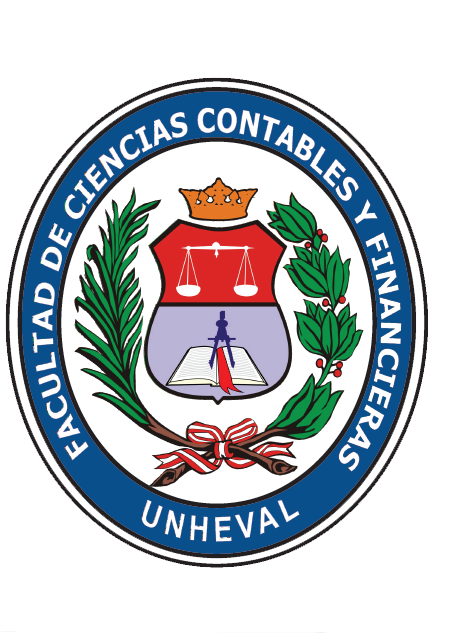 FACULTAD DE CIENCIAS CONTABLES Y FINANCIERAS
UNHEVAL